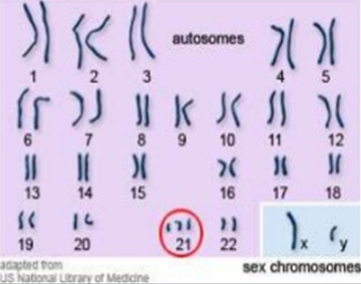 autosomes
1 2 3 4 5
6 7 8 9 10 11 12
13 14 15 16 17 18
19 20 21 22 x y
adapted from
US National Library of Medicine
sex chromosomes